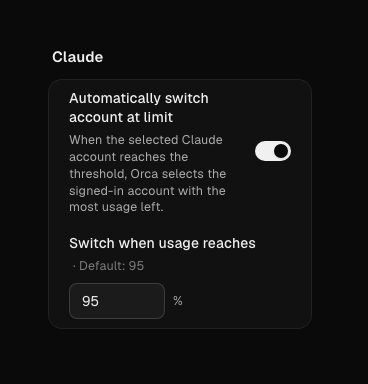 Claude
Automatically switch
account at limit
When the selected Claude
account reaches the
threshold, Orca selects the
signed-in account with the
most usage left.
Switch when usage reaches
· Default: 95
95 %